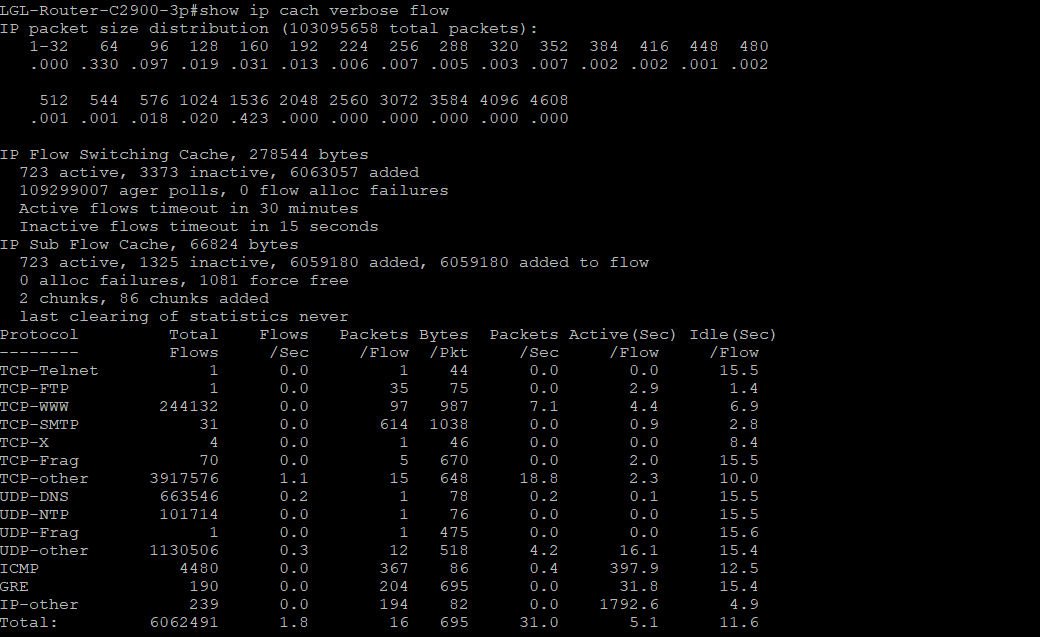 LGL-Router-C2900-3p#show ip cach verbose flow
IP packet size distribution (103095658 total packets):
   1-32   64   96  128  160  192  224  256  288  320  352  384  416  448  480
   .000 .330 .097 .019 .031 .013 .006 .007 .005 .003 .007 .002 .002 .001 .002

    512  544  576 1024 1536 2048 2560 3072 3584 4096 4608
   .001 .001 .018 .020 .423 .000 .000 .000 .000 .000 .000

IP Flow Switching Cache, 278544 bytes
  723 active, 3373 inactive, 6063057 added
  109299007 ager polls, 0 flow alloc failures
  Active flows timeout in 30 minutes
  Inactive flows timeout in 15 seconds
IP Sub Flow Cache, 66824 bytes
  723 active, 1325 inactive, 6059180 added, 6059180 added to flow
  0 alloc failures, 1081 force free
  2 chunks, 86 chunks added
  last clearing of statistics never
Protocol         Total    Flows   Packets Bytes  Packets Active(Sec) Idle(Sec)
--------         Flows     /Sec     /Flow  /Pkt     /Sec     /Flow     /Flow
TCP-Telnet           1      0.0         1    44      0.0       0.0      15.5
TCP-FTP              1      0.0        35    75      0.0       2.9       1.4
TCP-WWW         244132      0.0        97   987      7.1       4.4       6.9
TCP-SMTP            31      0.0       614  1038      0.0       0.9       2.8
TCP-X                4      0.0         1    46      0.0       0.0       8.4
TCP-Frag            70      0.0         5   670      0.0       2.0      15.5
TCP-other      3917576      1.1        15   648     18.8       2.3      10.0
UDP-DNS         663546      0.2         1    78      0.2       0.1      15.5
UDP-NTP         101714      0.0         1    76      0.0       0.0      15.5
UDP-Frag             1      0.0         1   475      0.0       0.0      15.6
UDP-other      1130506      0.3        12   518      4.2      16.1      15.4
ICMP              4480      0.0       367    86      0.4     397.9      12.5
GRE                190      0.0       204   695      0.0      31.8      15.4
IP-other           239      0.0       194    82      0.0    1792.6       4.9
Total:         6062491      1.8        16   695     31.0       5.1      11.6